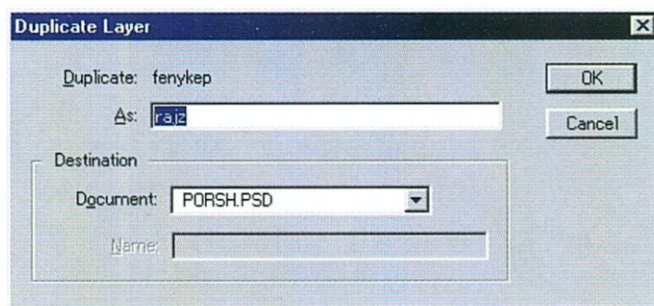 Duplicate Layer
Duplicate: fenykep
OK
As: rajz
Cancel
Destination
Document: PORSH.PSD
Name: